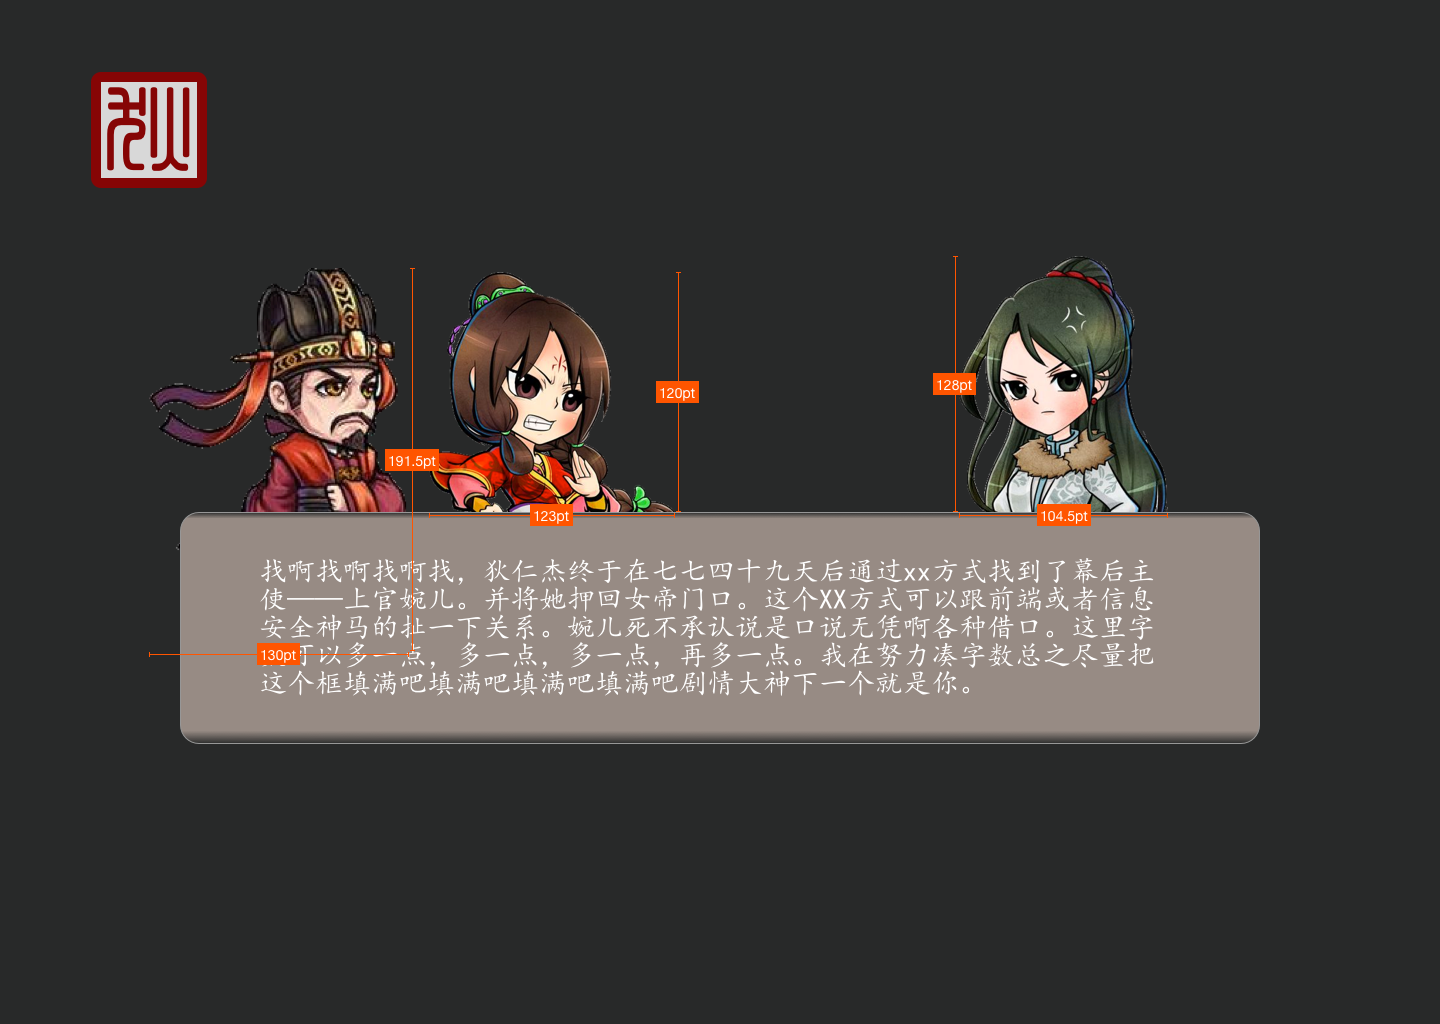 191.5pt
120pt
128pt
123pt
104.5pt
找啊找啊找啊找，狄仁杰终于在七七四十九天后通过xx方式找到了幕后主
使——上官婉儿。并将她押回女帝门口。这个XX方式可以跟前端或者信息
安全神马的扯一下关系。婉儿死不承认说是口说无凭啊各种借口。这里字
可以多一点，多一点，多一点，再多一点。我在努力凑字数总之尽量把
130pt
这个框填满吧填满吧填满吧填满吧剧情大神下一个就是你。